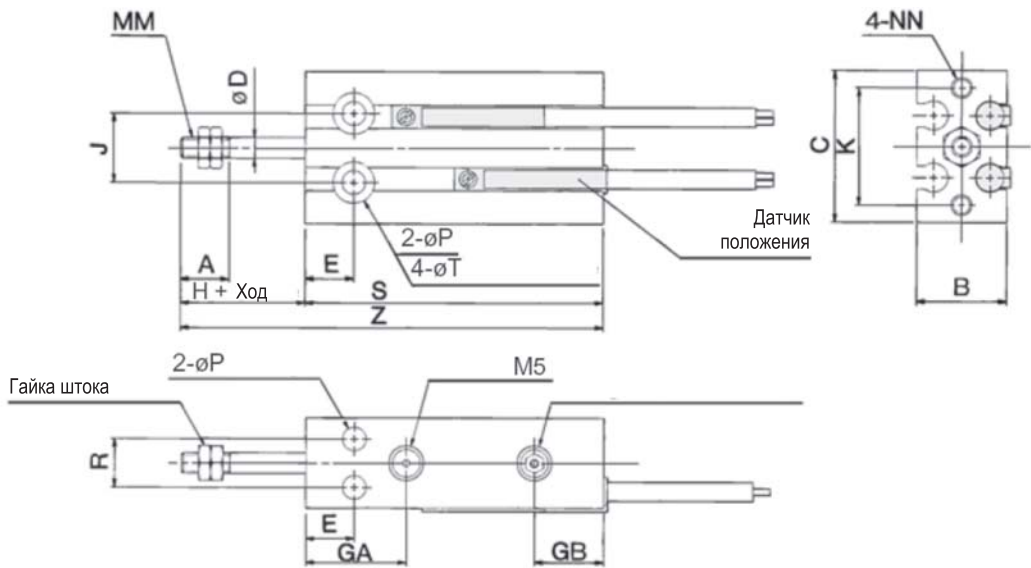 MM
4-NN
øD
J
C
K
Датчик
положения
2-øP
4-øT
A
E
H + Ход
S
B
Z
2-øP
M5
Гайка штока
R
E
GA
GB